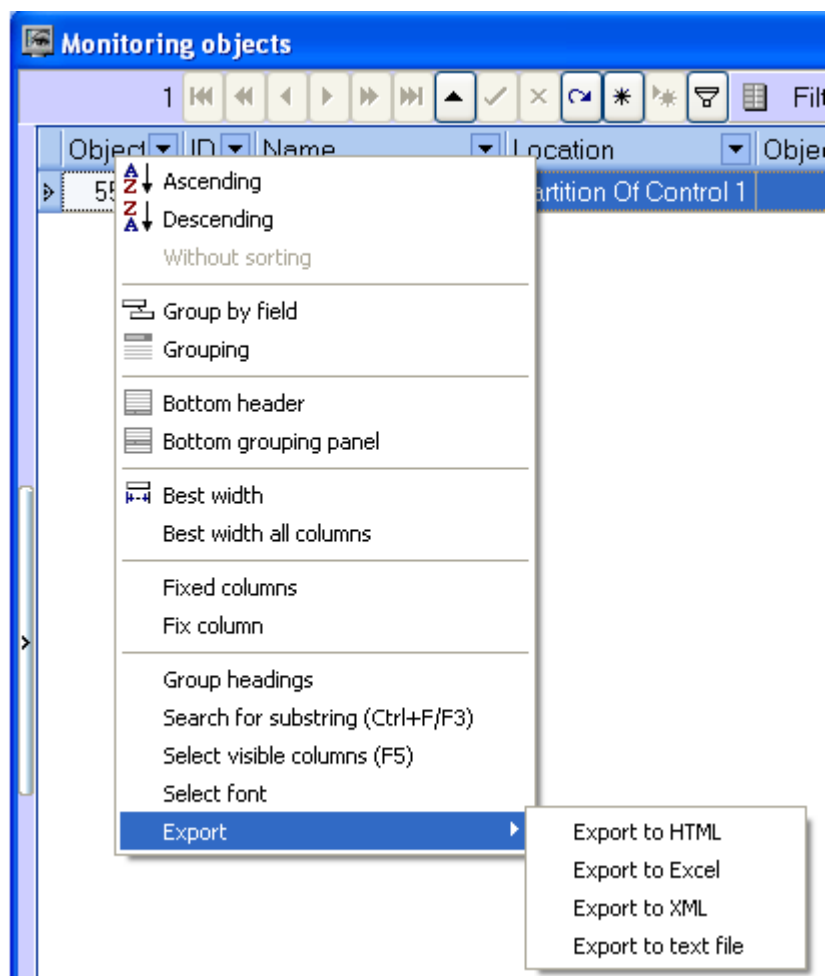 Monitoring objects
1 Filt
Object ID Name Location Objec
55 artition Of Control 1
Ascending
Descending
Without sorting
Group by field
Grouping
Bottom header
Bottom grouping panel
Best width
Best width all columns
Fixed columns
Fix column
Group headings
Search for substring (Ctrl+F/F3)
Select visible columns (F5)
Select font
Export
Export to HTML
Export to Excel
Export to XML
Export to text file